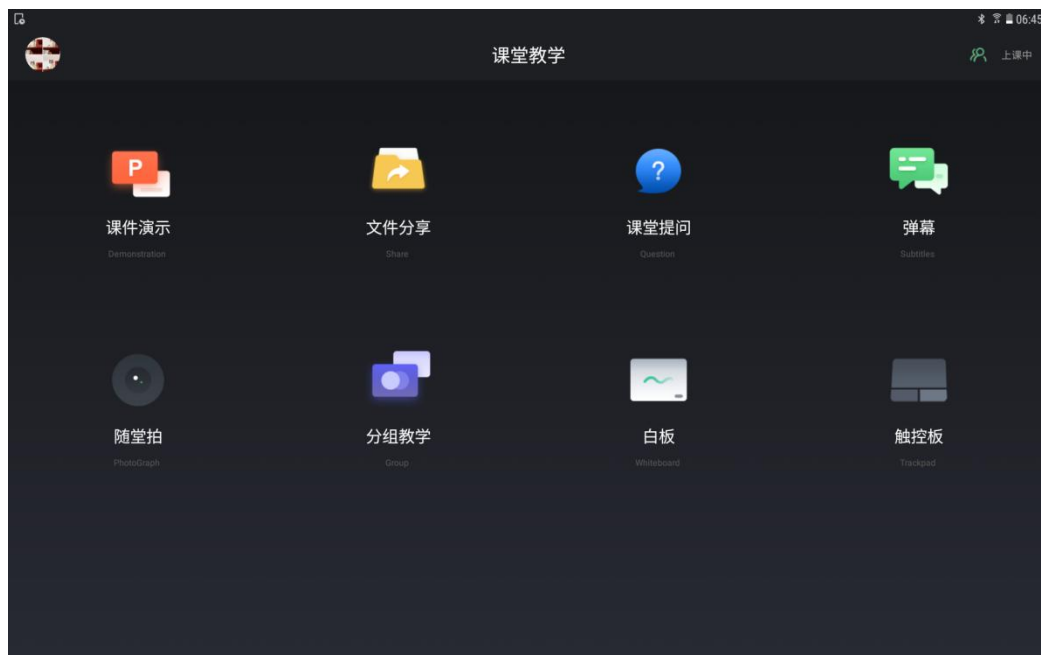 06:45
课堂教学
上课中
P
?
课件演示
文件分享
课堂提问
弹幕
Demonstration
Share
Question
Subtitles
随堂拍
分组教学
白板
触控板
PhotoGraph
Group
Whiteboard
Trackpad